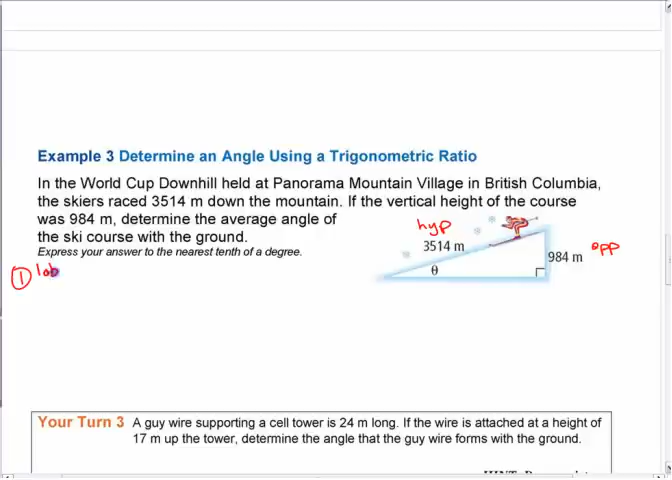 Example 3 Determine an Angle Using a Trigonometric Ratio
In the World Cup Downhill held at Panorama Mountain Village in British Columbia,
the skiers raced 3514 m down the mountain. If the vertical height of the course
was 984 m, determine the average angle of
the ski course with the ground.
Express your answer to the nearest tenth of a degree.
hyp
3514 m
984 m
opp
θ
① lab
Your Turn 3 A guy wire supporting a cell tower is 24 m long. If the wire is attached at a height of
17 m up the tower, determine the angle that the guy wire forms with the ground.